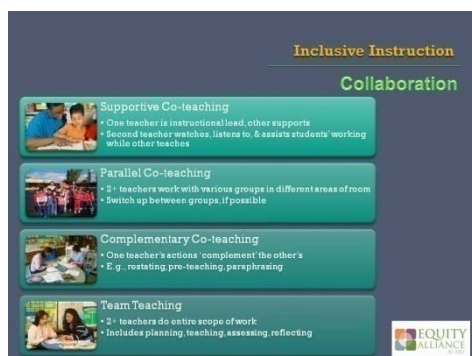 Inclusive Instruction
Collaboration
Supportive Co-teaching
• One teacher is instructional lead, other supports
• Second teacher watches, listens to, & assists students' working
while other teaches
Parallel Co-teaching
• 2+ teachers work with various groups in different areas of room
• Switch up between groups, if possible
Complementary Co-teaching
• One teacher's actions 'complement' the other's
• E.g., restating, pre-teaching, paraphrasing
Team Teaching
• 2+ teachers do entire scope of work
• Includes planning, teaching, assessing, reflecting
EQUITY
ALLIANCE